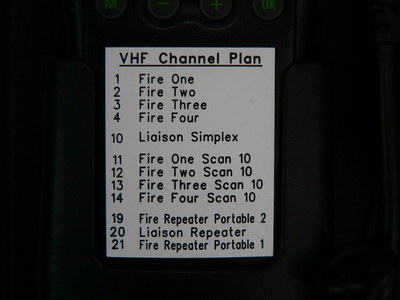 M − + OK
VHF Channel Plan
1 Fire One
2 Fire Two
3 Fire Three
4 Fire Four
10 Liaison Simplex
11 Fire One Scan 10
12 Fire Two Scan 10
13 Fire Three Scan 10
14 Fire Four Scan 10
19 Fire Repeater Portable 2
20 Liaison Repeater
21 Fire Repeater Portable 1